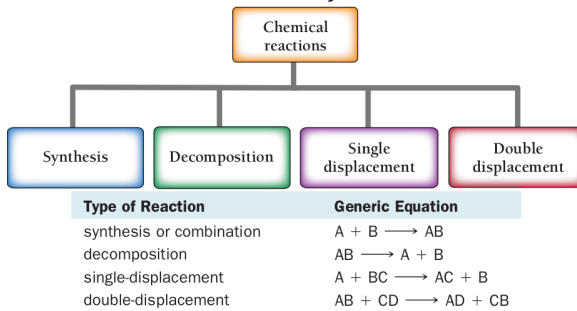 Chemical
reactions
Synthesis
Decomposition
Single
displacement
Double
displacement
Type of Reaction Generic Equation
synthesis or combination A + B ⟶ AB
decomposition AB ⟶ A + B
single-displacement A + BC ⟶ AC + B
double-displacement AB + CD ⟶ AD + CB